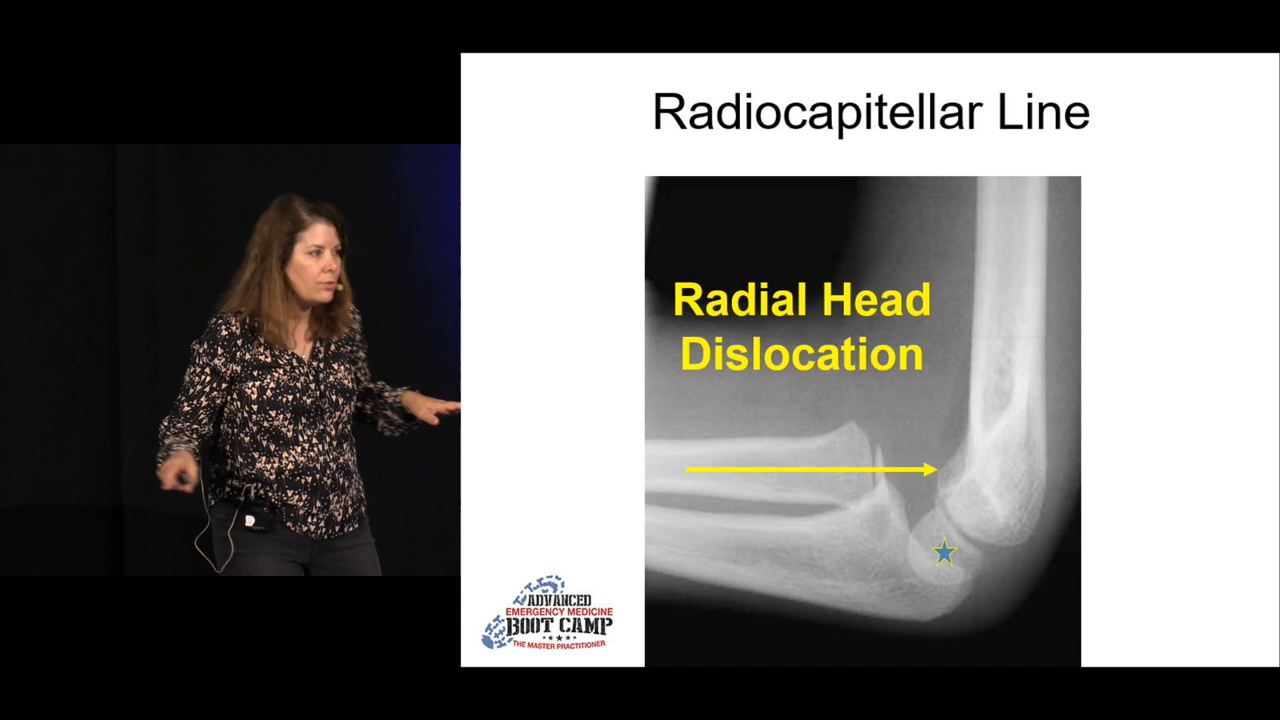 Radiocapitellar Line
Radial Head
Dislocation
ADVANCED
EMERGENCY MEDICINE
BOOT CAMP
THE MASTER PRACTITIONER